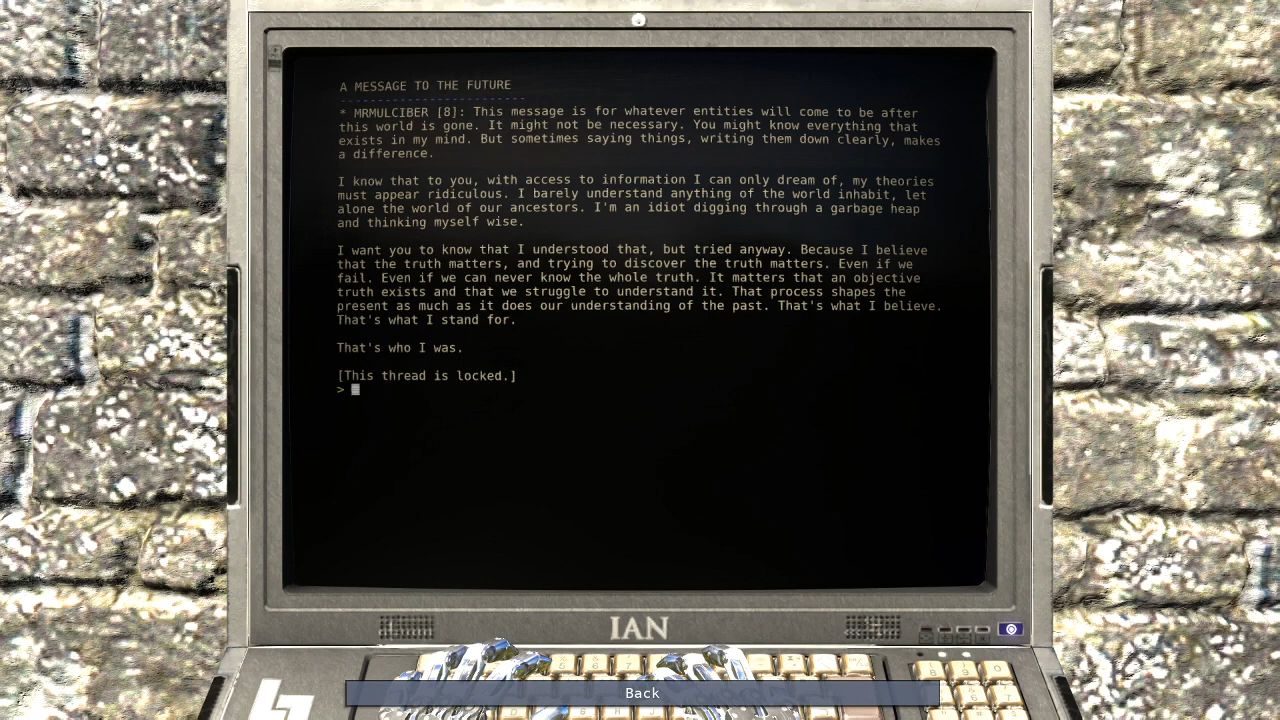 A MESSAGE TO THE FUTURE
-------------------------
* MRMULCIBER [8]: This message is for whatever entities will come to be after
this world is gone. It might not be necessary. You might know everything that
exists in my mind. But sometimes saying things, writing them down clearly, makes
a difference.
I know that to you, with access to information I can only dream of, my theories
must appear ridiculous. I barely understand anything of the world inhabit, let
alone the world of our ancestors. I'm an idiot digging through a garbage heap
and thinking myself wise.
I want you to know that I understood that, but tried anyway. Because I believe
that the truth matters, and trying to discover the truth matters. Even if we
fail. Even if we can never know the whole truth. It matters that an objective
truth exists and that we struggle to understand it. That process shapes the
present as much as it does our understanding of the past. That's what I believe.
That's what I stand for.
That's who I was.
[This thread is locked.]
>
IAN
Back